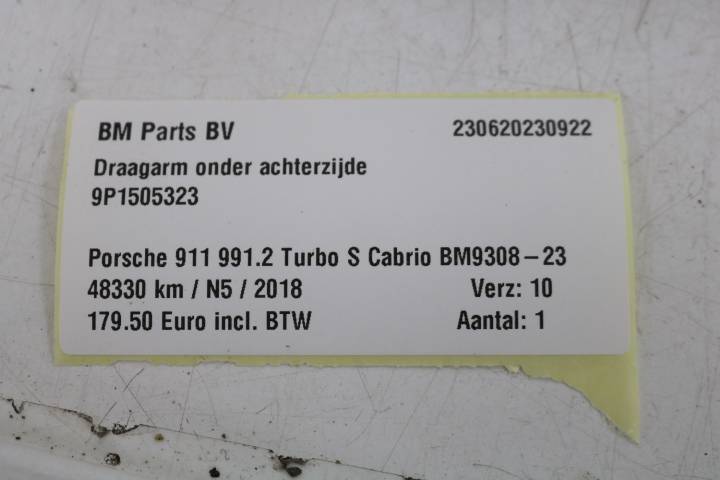 BM Parts BV 230620230922
Draagarm onder achterzijde
9P1505323
Porsche 911 991.2 Turbo S Cabrio BM9308-23
48330 km / N5 / 2018 Verz: 10
179.50 Euro incl. BTW Aantal: 1